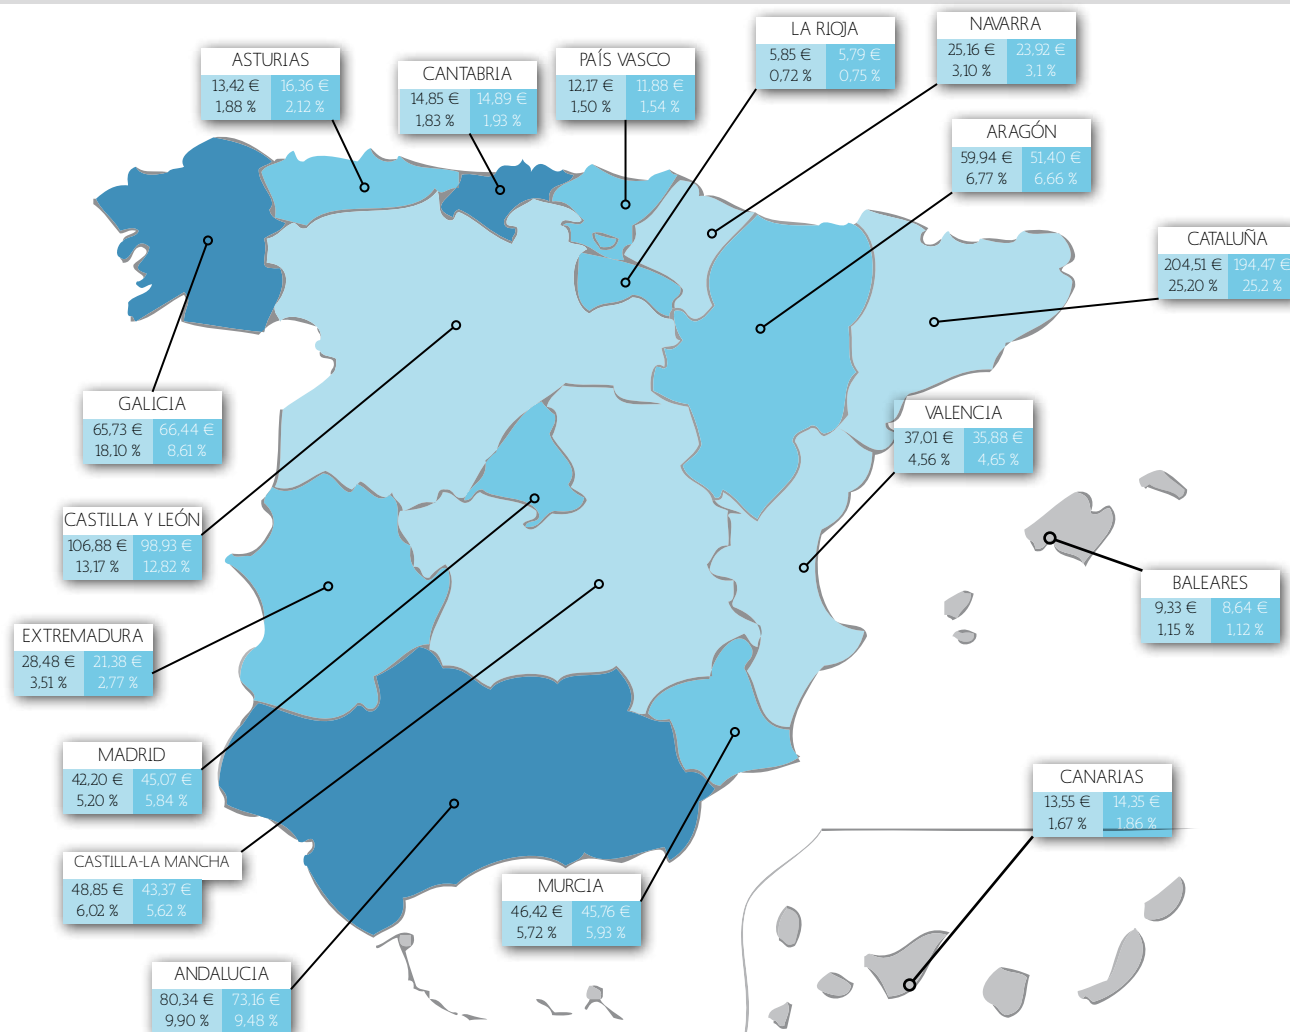 LA RIOJA
5,85 € 5,79 €
0,72 % 0,75 %
NAVARRA
25,16 € 23,92 €
3,10 % 3,1 %
ASTURIAS
13,42 € 16,36 €
1,88 % 2,12 %
CANTABRIA
14,85 € 14,89 €
1,83 % 1,93 %
PAÍS VASCO
12,17 € 11,88 €
1,50 % 1,54 %
ARAGÓN
59,94 € 51,40 €
6,77 % 6,66 %
CATALUÑA
204,51 € 194,47 €
25,20 % 25,2 %
GALICIA
65,73 € 66,44 €
18,10 % 8,61 %
VALENCIA
37,01 € 35,88 €
4,56 % 4,65 %
CASTILLA Y LEÓN
106,88 € 98,93 €
13,17 % 12,82 %
BALEARES
9,33 € 8,64 €
1,15 % 1,12 %
EXTREMADURA
28,48 € 21,38 €
3,51 % 2,77 %
MADRID
42,20 € 45,07 €
5,20 % 5,84 %
CANARIAS
13,55 € 14,35 €
1,67 % 1,86 %
CASTILLA-LA MANCHA
48,85 € 43,37 €
6,02 % 5,62 %
MURCIA
46,42 € 45,76 €
5,72 % 5,93 %
ANDALUCIA
80,34 € 73,16 €
9,90 % 9,48 %